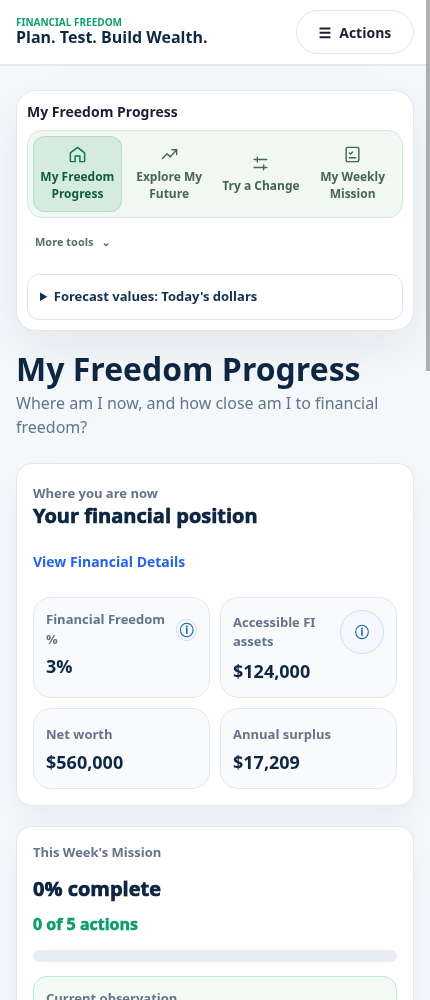 FINANCIAL FREEDOM
Plan. Test. Build Wealth.
☰ Actions
My Freedom Progress
My Freedom
Progress
Explore My
Future
Try a Change
My Weekly
Mission
More tools ⌄
▶ Forecast values: Today's dollars
My Freedom Progress
Where am I now, and how close am I to financial
freedom?
Where you are now
Your financial position
View Financial Details
Financial Freedom
%
ⓘ
3%
Accessible FI
assets
ⓘ
$124,000
Net worth
$560,000
Annual surplus
$17,209
This Week's Mission
0% complete
0 of 5 actions
Current observation